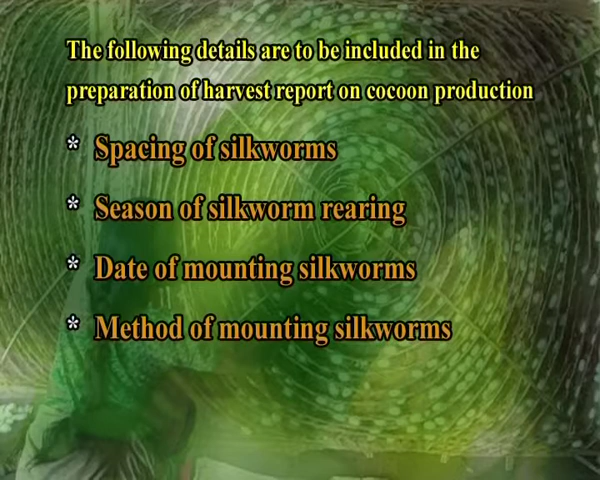 The following details are to be included in the
preparation of harvest report on cocoon production
* Spacing of silkworms
* Season of silkworm rearing
* Date of mounting silkworms
* Method of mounting silkworms